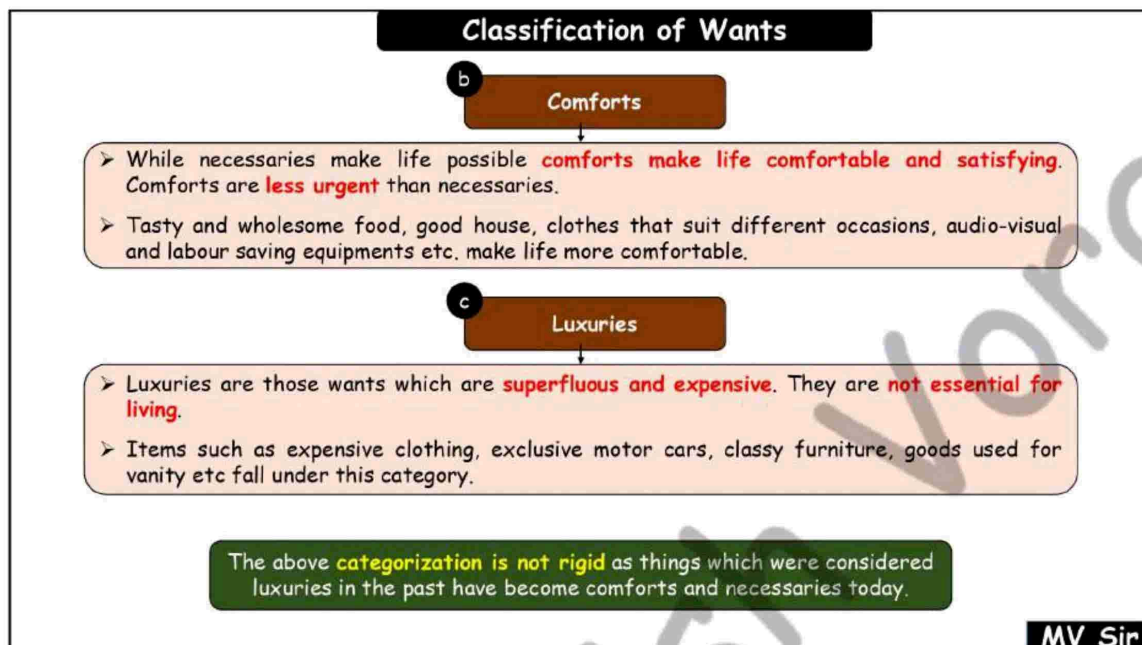 Classification of Wants
b
Comforts
➢ While necessaries make life possible comforts make life comfortable and satisfying.
Comforts are less urgent than necessaries.
➢ Tasty and wholesome food, good house, clothes that suit different occasions, audio-visual
and labour saving equipments etc. make life more comfortable.
c
Luxuries
➢ Luxuries are those wants which are superfluous and expensive. They are not essential for
living.
➢ Items such as expensive clothing, exclusive motor cars, classy furniture, goods used for
vanity etc fall under this category.
The above categorization is not rigid as things which were considered
luxuries in the past have become comforts and necessaries today.
MV Sir